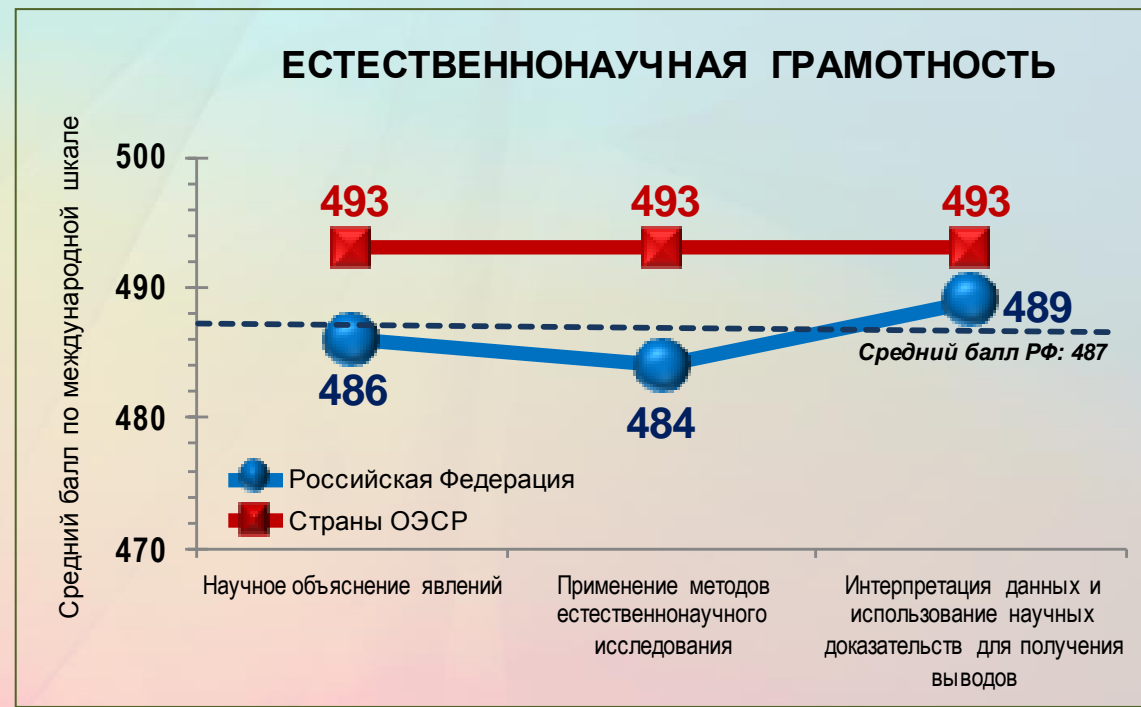 ЕСТЕСТВЕННОНАУЧНАЯ ГРАМОТНОСТЬ
Средний балл по международной шкале
500
490
480
470
493
493
493
486
484
489
Средний балл РФ: 487
Российская Федерация
Страны ОЭСР
Научное объяснение явлений
Применение методов
естественнонаучного
исследования
Интерпретация данных и
использование научных
доказательств для получения
выводов